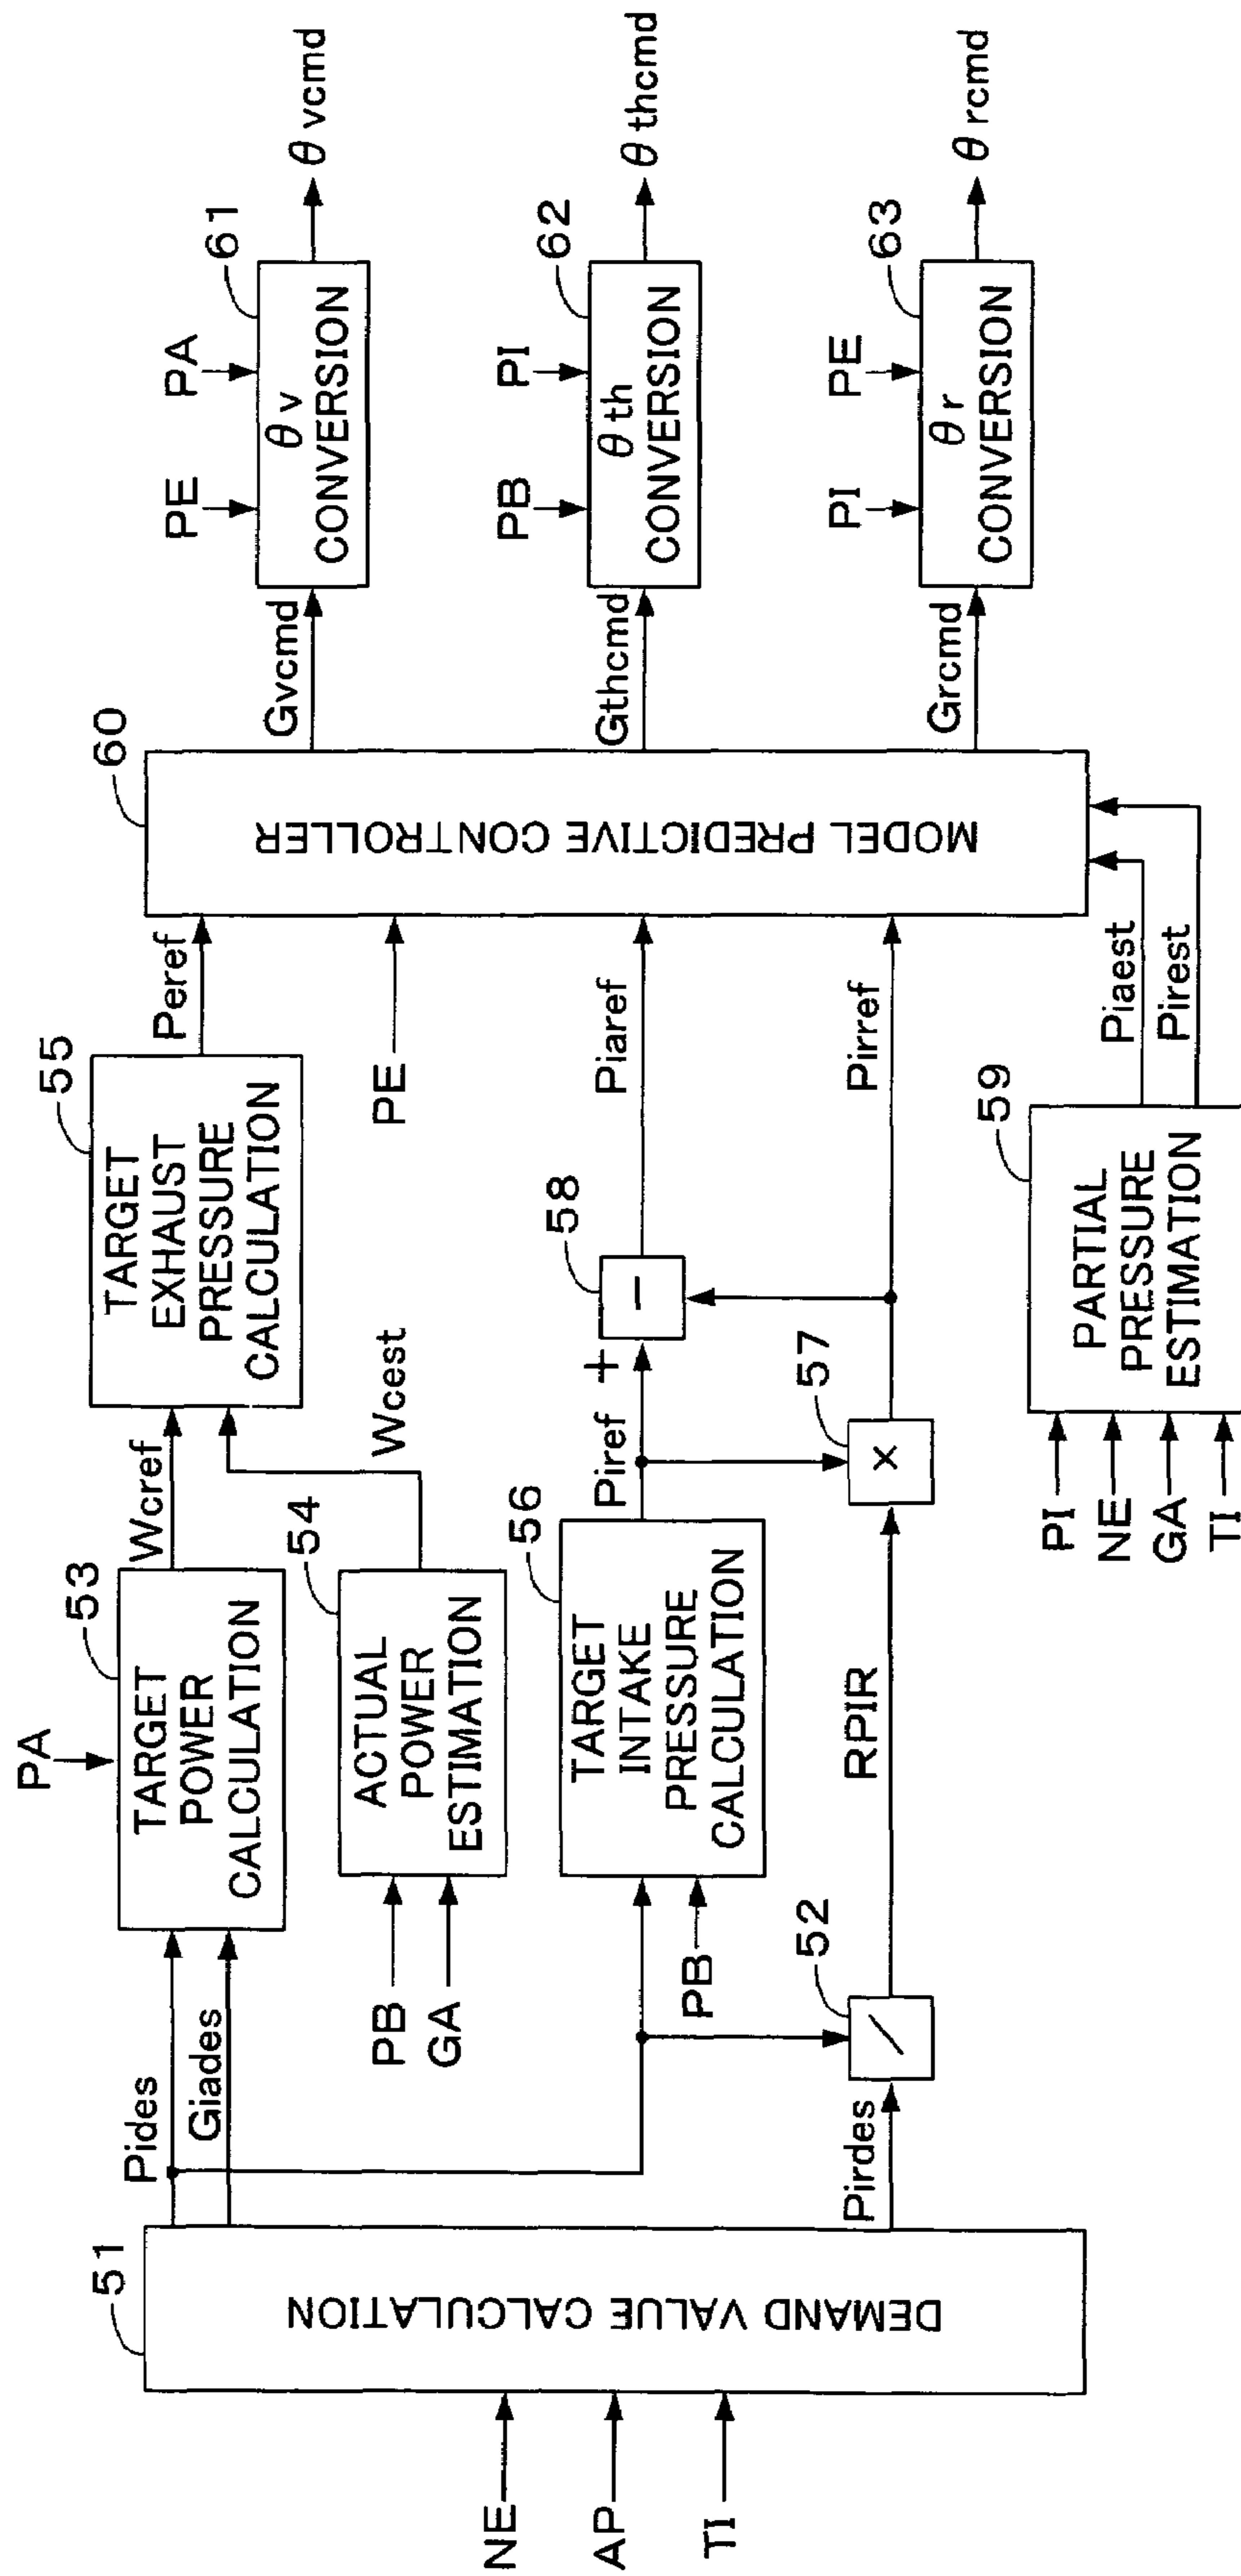 NE
AP
TI
51
DEMAND VALUE CALCULATION
Pides
Giades
Pirdes
PA
53
TARGET
POWER
CALCULATION
Wcref
PB
GA
54
ACTUAL
POWER
ESTIMATION
Wcest
55
TARGET
EXHAUST
PRESSURE
CALCULATION
Peref
PB
56
TARGET
INTAKE
PRESSURE
CALCULATION
Piref
+
52
/
RPIR
57
×
58
−
PE
Piaref
Pirref
PI
NE
GA
TI
59
PARTIAL
PRESSURE
ESTIMATION
Piaest
Pirest
60
MODEL PREDICTIVE CONTROLLER
Gvcmd
PE
PA
61
θv
CONVERSION
θvcmd
Gthcmd
PB
PI
62
θth
CONVERSION
θthcmd
Grcmd
PI
PE
63
θr
CONVERSION
θrcmd